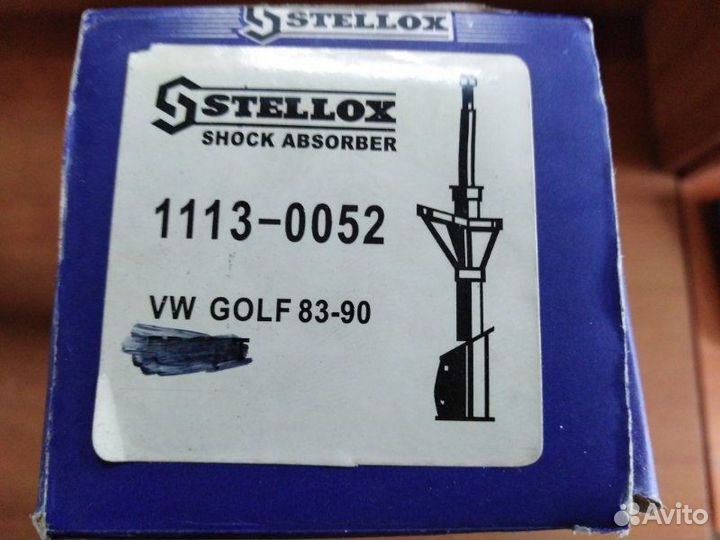 STELLOX
STELLOX
SHOCK ABSORBER
1113-0052
VW GOLF 83-90
Avito